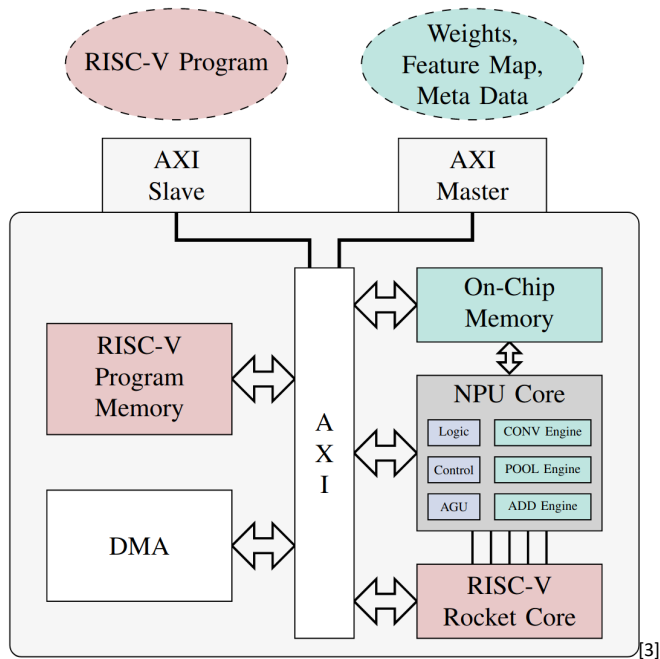 RISC-V Program
Weights,
Feature Map,
Meta Data
AXI
Slave
AXI
Master
RISC-V
Program
Memory
DMA
A
X
I
On-Chip
Memory
NPU Core
Logic
CONV Engine
Control
POOL Engine
AGU
ADD Engine
RISC-V
Rocket Core
[3]